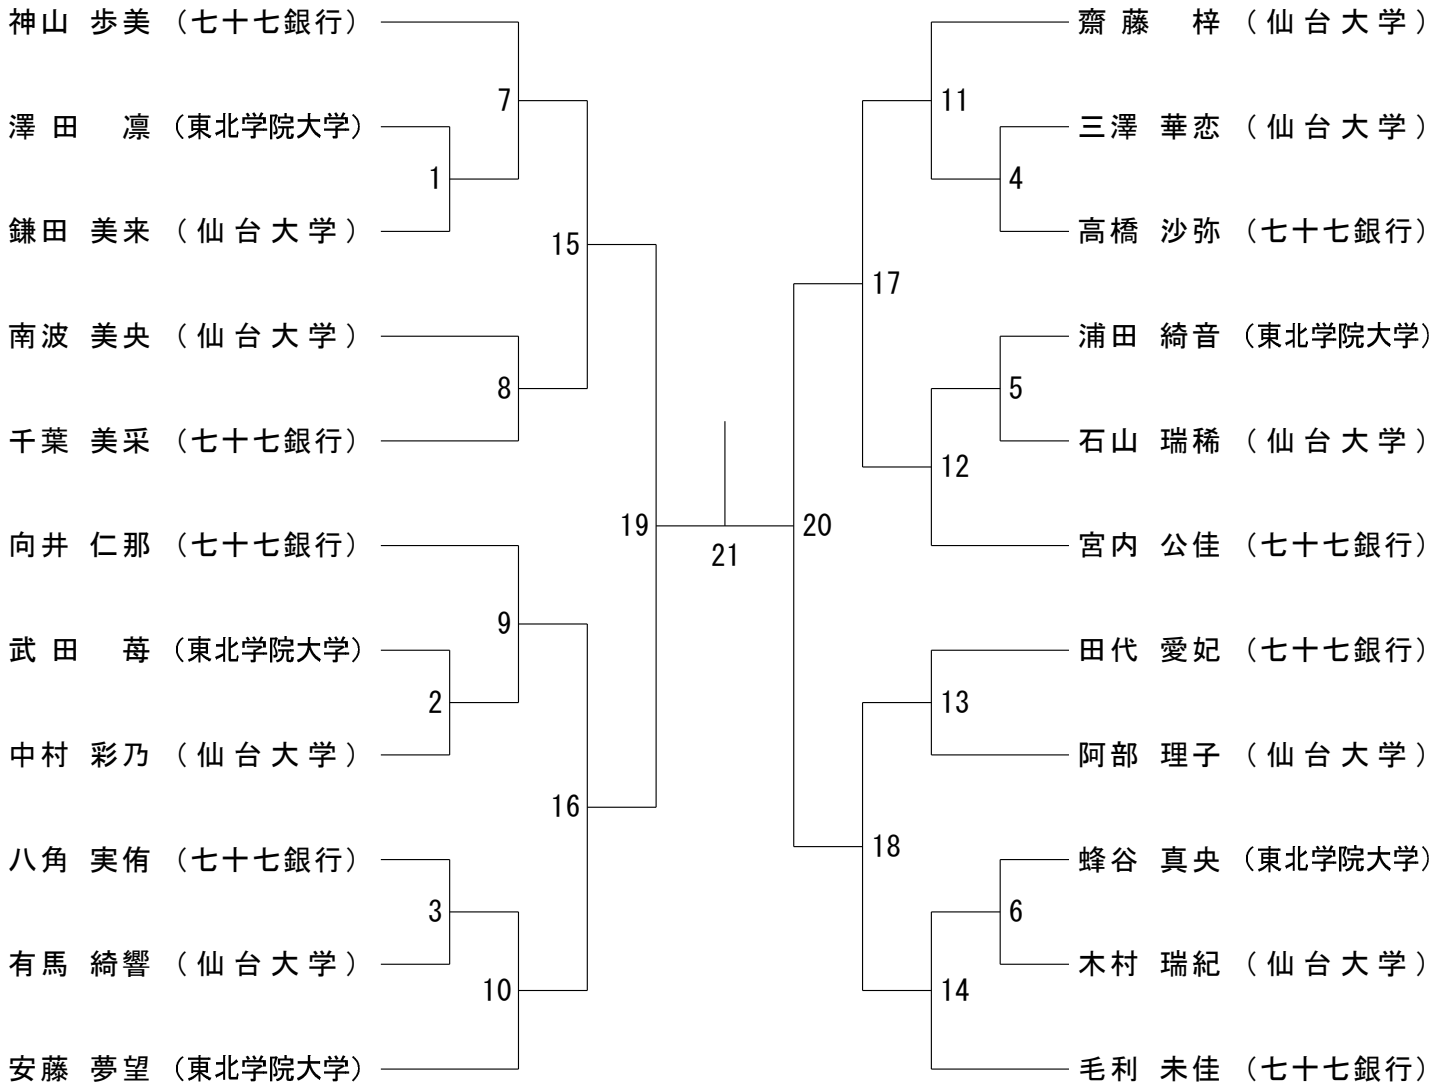 神山 歩美 (七十七銀行) 齋藤 梓 (仙台大学)
7 11
澤田 凛 (東北学院大学) 三澤 華恋 (仙台大学)
1 4
鎌田 美来 (仙台大学) 高橋 沙弥 (七十七銀行)
15
17
南波 美央 (仙台大学) 浦田 綺音 (東北学院大学)
8 5
千葉 美采 (七十七銀行) 石山 瑞稀 (仙台大学)
12
19 20
向井 仁那 (七十七銀行) 21 宮内 公佳 (七十七銀行)
9
武田 苺 (東北学院大学) 田代 愛妃 (七十七銀行)
2 13
中村 彩乃 (仙台大学) 阿部 理子 (仙台大学)
16
18
八角 実侑 (七十七銀行) 蜂谷 真央 (東北学院大学)
3 6
有馬 綺響 (仙台大学) 木村 瑞紀 (仙台大学)
10 14
安藤 夢望 (東北学院大学) 毛利 未佳 (七十七銀行)